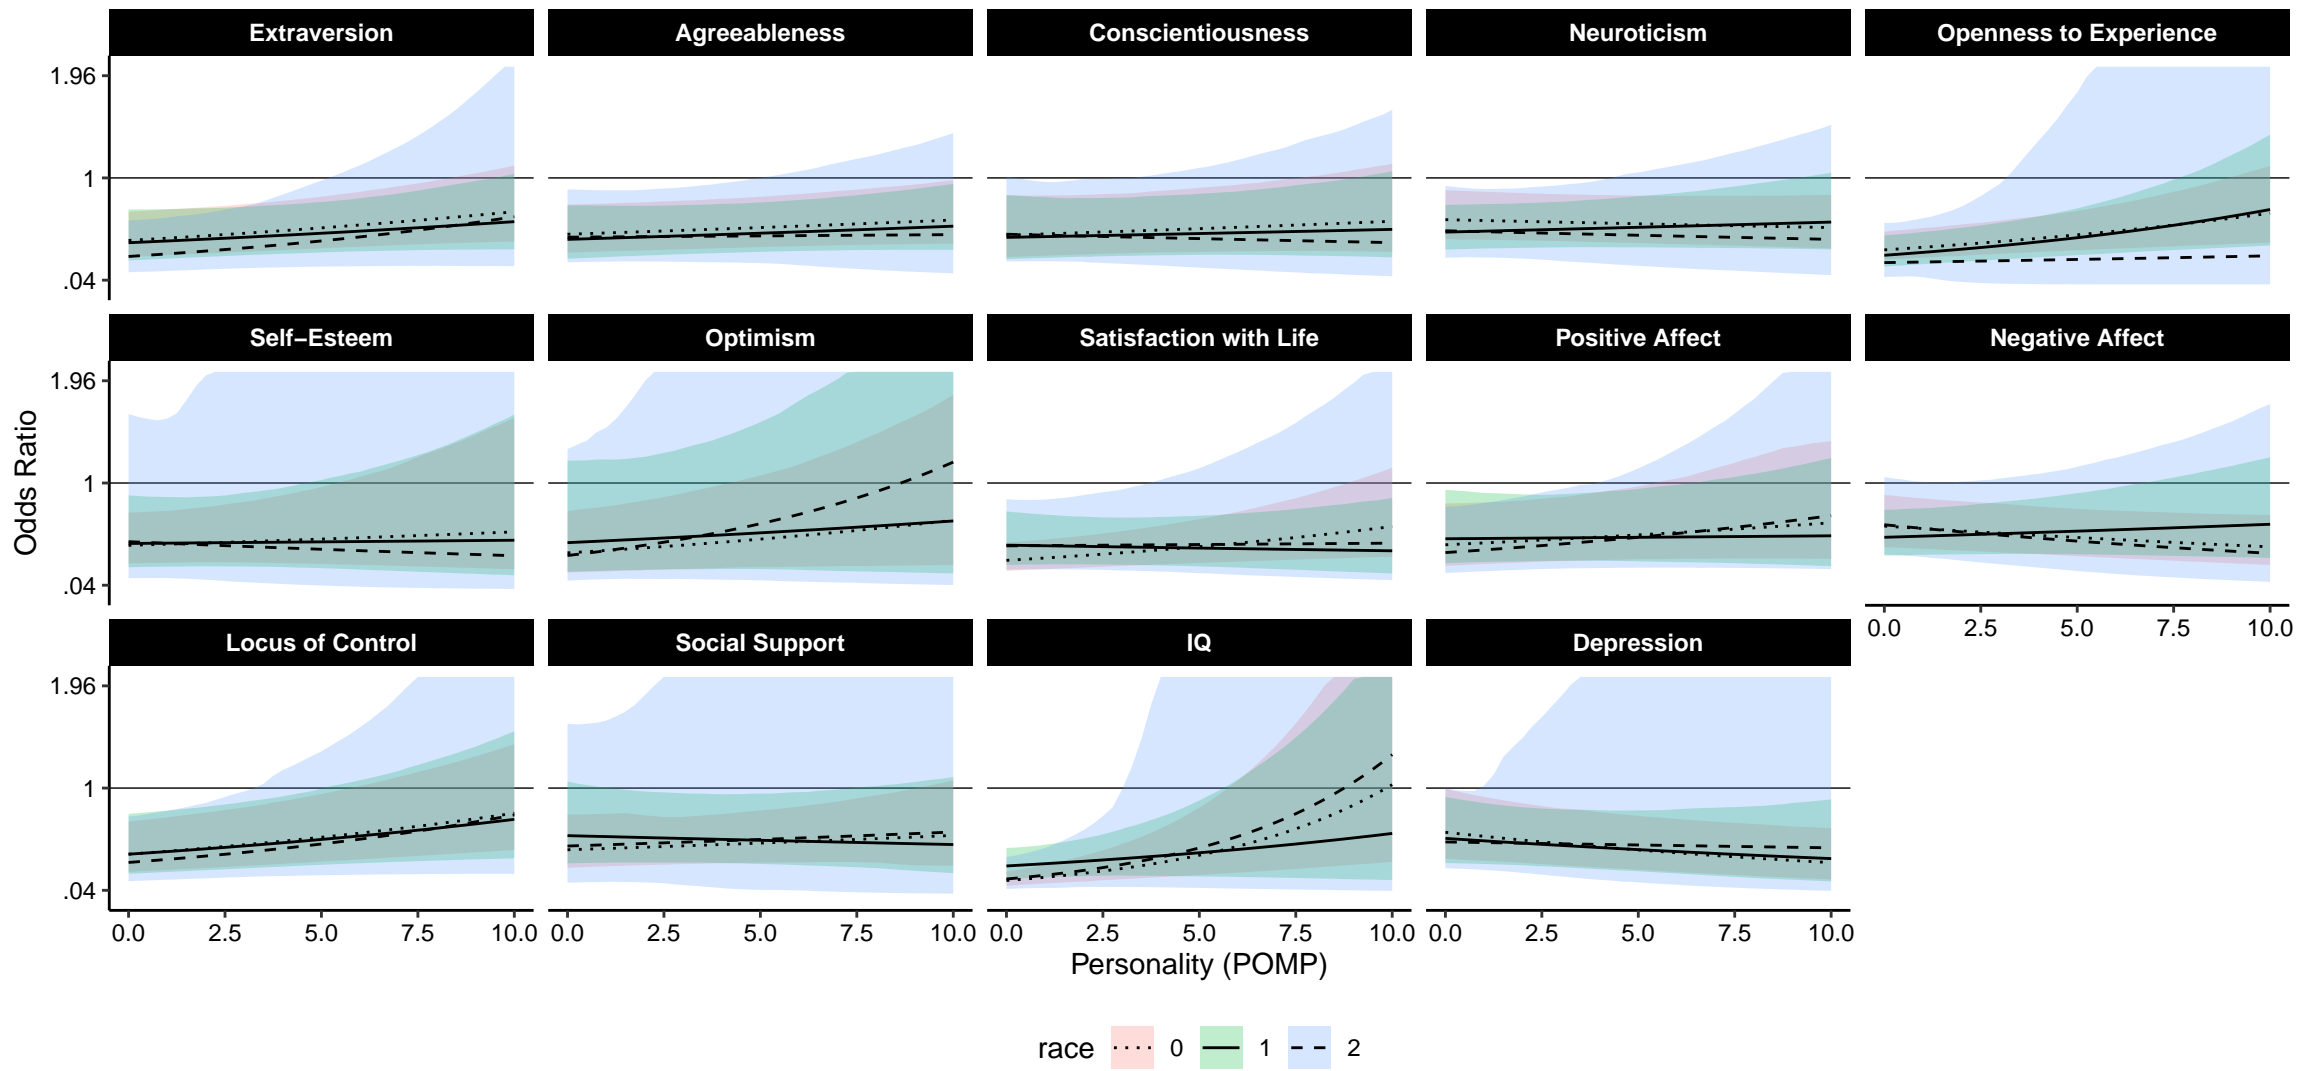 Extraversion Agreeableness Conscientiousness Neuroticism Openness to Experience
1.96
1
.04
Self−Esteem Optimism Satisfaction with Life Positive Affect Negative Affect
1.96
1
.04
Odds Ratio
0.0 2.5 5.0 7.5 10.0
Locus of Control Social Support IQ Depression
1.96
1
.04
0.0 2.5 5.0 7.5 10.0 0.0 2.5 5.0 7.5 10.0 0.0 2.5 5.0 7.5 10.0 0.0 2.5 5.0 7.5 10.0
Personality (POMP)
race 0 1 2